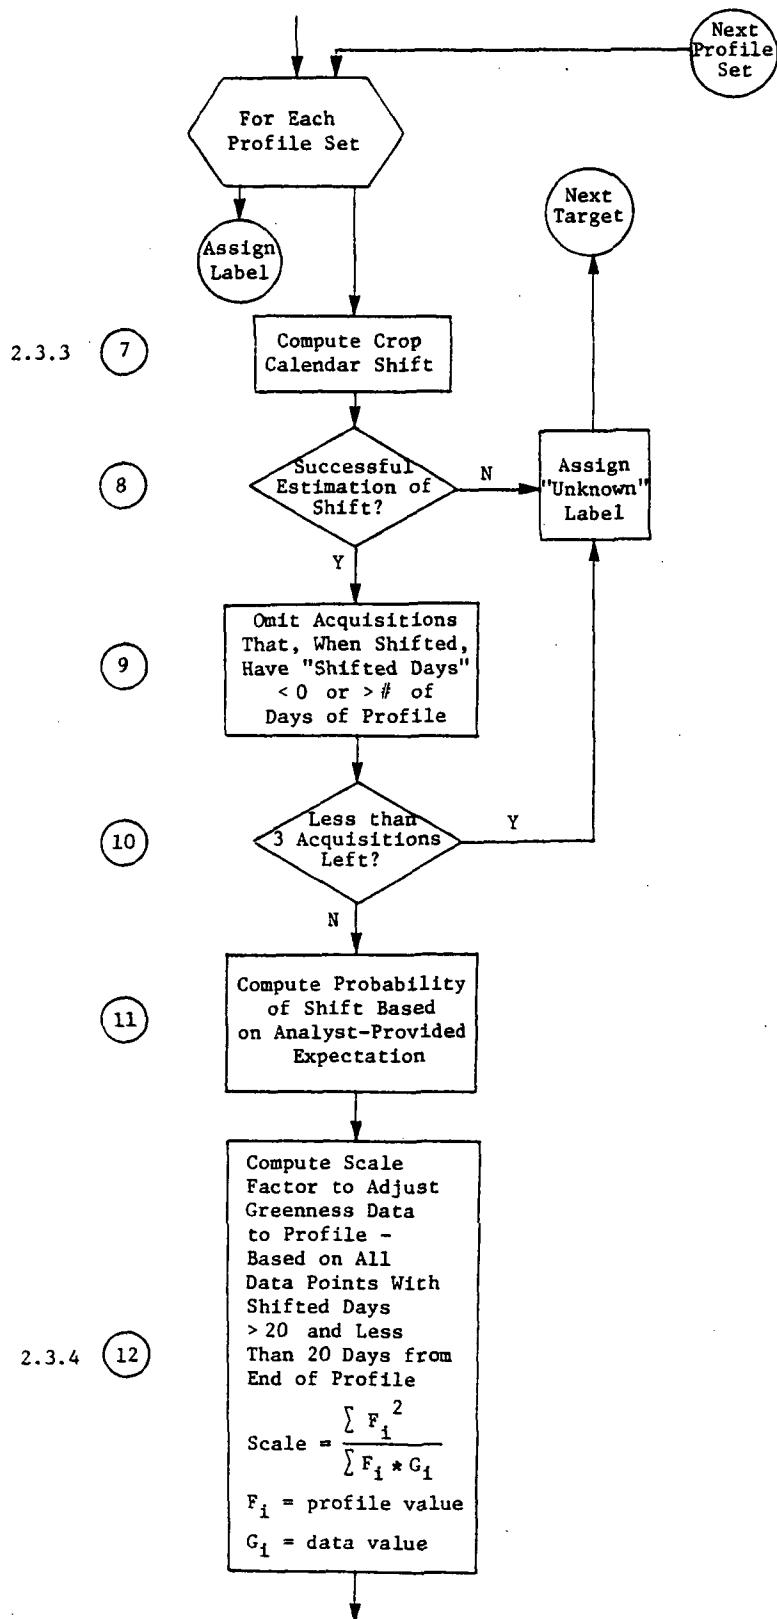 Next
Profile
Set
For Each
Profile Set
Next
Target
Assign
Label
2.3.3
7
Compute Crop
Calendar Shift
8
Successful
Estimation of
Shift?
N
Assign
"Unknown"
Label
Y
9
Omit Acquisitions
That, When Shifted,
Have "Shifted Days"
< 0 or > # of
Days of Profile
10
Less than
3 Acquisitions
Left?
Y
N
11
Compute Probability
of Shift Based
on Analyst-Provided
Expectation
2.3.4
12
Compute Scale
Factor to Adjust
Greenness Data
to Profile -
Based on All
Data Points With
Shifted Days
> 20 and Less
Than 20 Days from
End of Profile
Scale = ∑ F_i^2 / ∑ F_i * G_i
F_i = profile value
G_i = data value